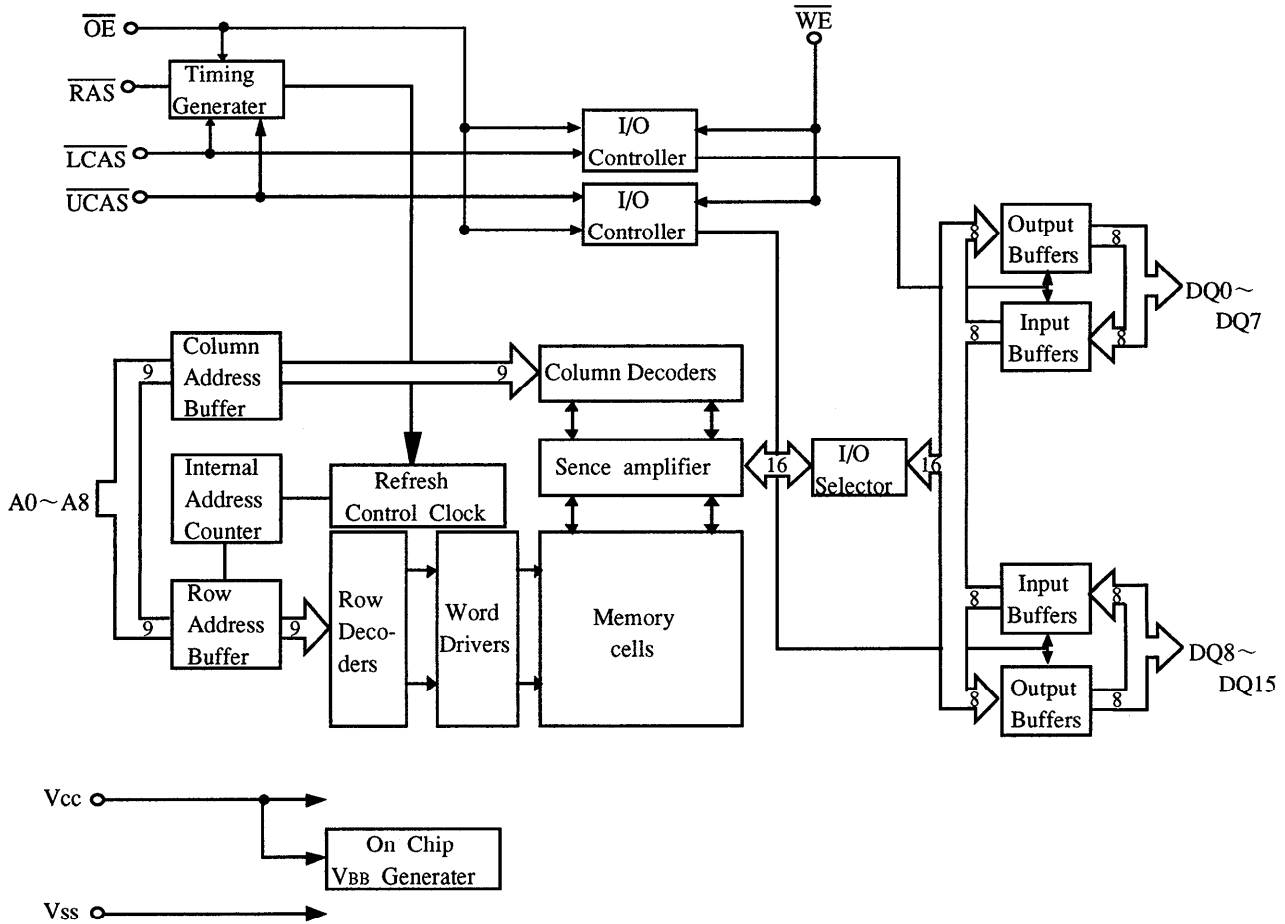 OE
WE
Timing
Generater
RAS
I/O
Controller
LCAS
UCAS
I/O
Controller
8
Output
Buffers
8
DQ0～
DQ7
8
Input
Buffers
8
9
Column
Address
Buffer
9
Column Decoders
Internal
Address
Counter
Refresh
Control Clock
Sence amplifier
16
I/O
Selector
16
A0～A8
9
Row
Address
Buffer
9
Row
Deco-
ders
Word
Drivers
Memory
cells
8
Input
Buffers
8
DQ8～
DQ15
8
Output
Buffers
8
Vcc
On Chip
VBB Generater
Vss